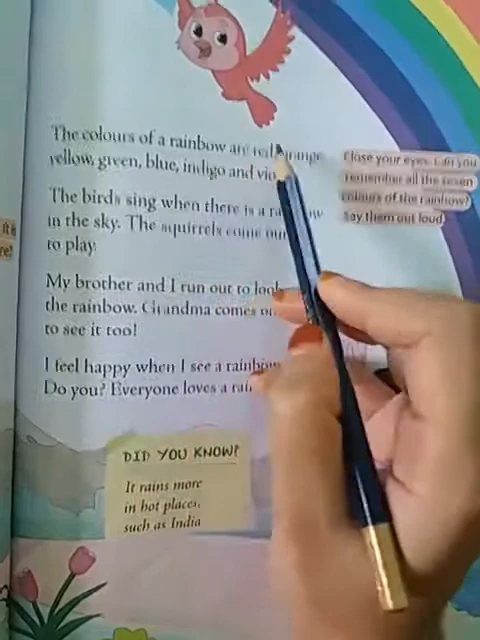 The colours of a rainbow are red, orange
yellow, green, blue, indigo and
The birds sing when there is a
in the sky. The squirrels come out
to play.
My brother and I run out to look
the rainbow. Grandma comes
to see it too!
I feel happy when I see a rainbow
Do you? Everyone loves a
Close your eyes. Can you
remember all the seven
colours of the rainbow?
Say them out loud.
DID YOU KNOW?
It rains more
in hot places,
such as India